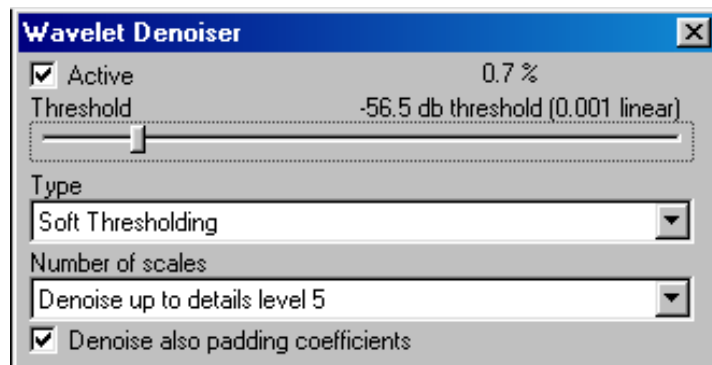 Wavelet Denoiser
Active 0.7 %
Threshold -56.5 db threshold (0.001 linear)
Type
Soft Thresholding
Number of scales
Denoise up to details level 5
Denoise also padding coefficients